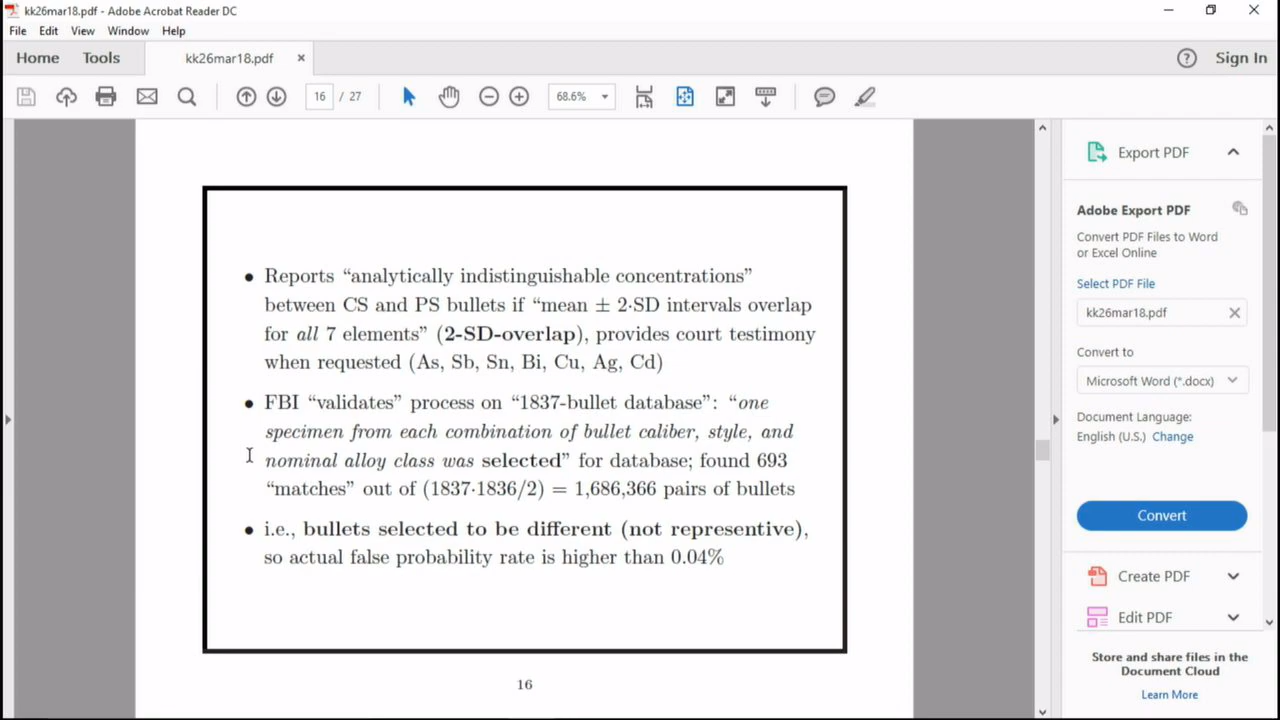 kk26mar18.pdf - Adobe Acrobat Reader DC
File Edit View Window Help
Home Tools kk26mar18.pdf × Sign In
16 / 27 68.6%
• Reports “analytically indistinguishable concentrations”
between CS and PS bullets if “mean ± 2·SD intervals overlap
for all 7 elements” (2-SD-overlap), provides court testimony
when requested (As, Sb, Sn, Bi, Cu, Ag, Cd)
• FBI “validates” process on “1837-bullet database”: “one
specimen from each combination of bullet caliber, style, and
nominal alloy class was selected” for database; found 693
“matches” out of (1837·1836/2) = 1,686,366 pairs of bullets
• i.e., bullets selected to be different (not representive),
so actual false probability rate is higher than 0.04%
16
Export PDF
Adobe Export PDF
Convert PDF Files to Word
or Excel Online
Select PDF File
kk26mar18.pdf
Convert to
Microsoft Word (*.docx)
Document Language:
English (U.S.) Change
Convert
Create PDF
Edit PDF
Store and share files in the
Document Cloud
Learn More